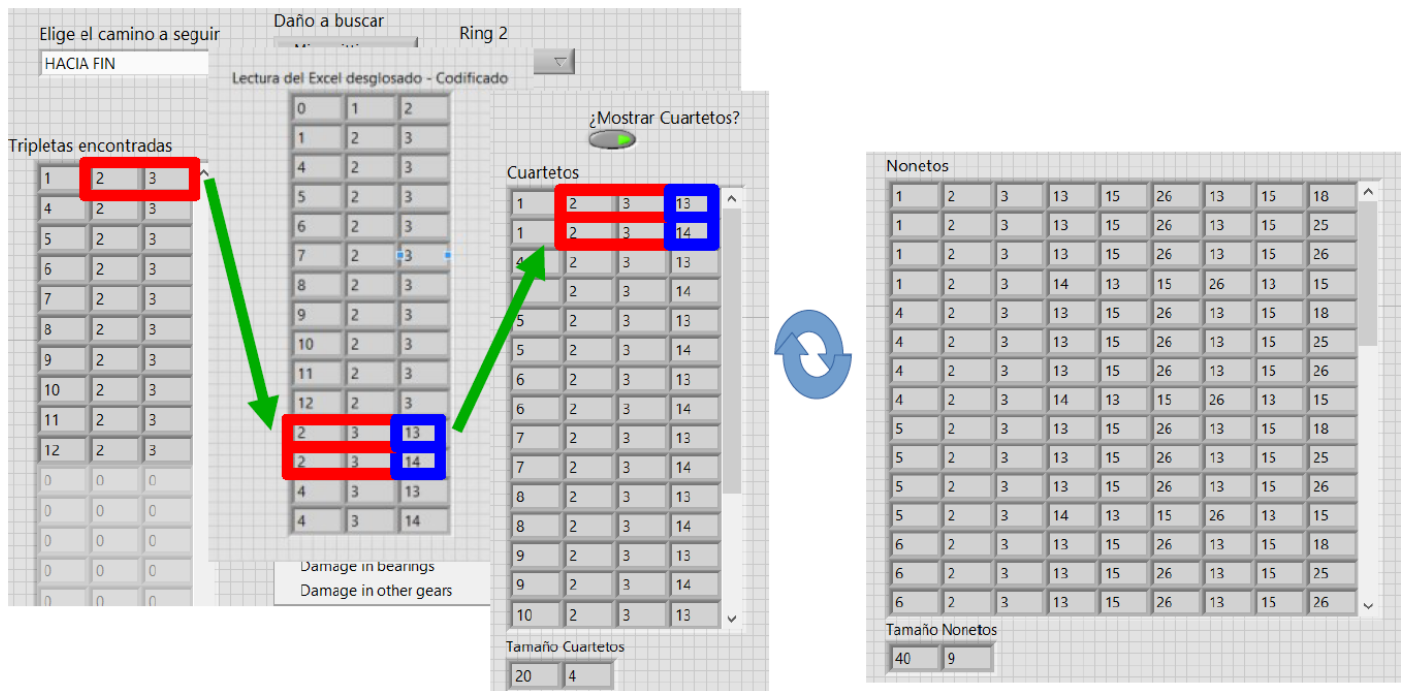 Elige el camino a seguir
HACIA FIN
Daño a buscar
Ring 2
Tripletas encontradas
1 2 3
4 2 3
5 2 3
6 2 3
7 2 3
8 2 3
9 2 3
10 2 3
11 2 3
12 2 3
0 0 0
0 0 0
0 0 0
0 0 0
0 0 0
Lectura del Excel desglosado - Codificado
0 1 2
1 2 3
4 2 3
5 2 3
6 2 3
7 2 3
8 2 3
9 2 3
10 2 3
11 2 3
12 2 3
2 3 13
2 3 14
4 3 13
4 3 14
Damage in bearings
Damage in other gears
¿Mostrar Cuartetos?
Cuartetos
1 2 3 13
1 2 3 14
4 2 3 13
2 3 14
5 2 3 13
5 2 3 14
6 2 3 13
6 2 3 14
7 2 3 13
7 2 3 14
8 2 3 13
8 2 3 14
9 2 3 13
9 2 3 14
10 2 3 13
Tamaño Cuartetos
20 4
Nonetos
1 2 3 13 15 26 13 15 18
1 2 3 13 15 26 13 15 25
1 2 3 13 15 26 13 15 26
1 2 3 14 13 15 26 13 15
4 2 3 13 15 26 13 15 18
4 2 3 13 15 26 13 15 25
4 2 3 13 15 26 13 15 26
4 2 3 14 13 15 26 13 15
5 2 3 13 15 26 13 15 18
5 2 3 13 15 26 13 15 25
5 2 3 13 15 26 13 15 26
5 2 3 14 13 15 26 13 15
6 2 3 13 15 26 13 15 18
6 2 3 13 15 26 13 15 25
6 2 3 13 15 26 13 15 26
Tamaño Nonetos
40 9